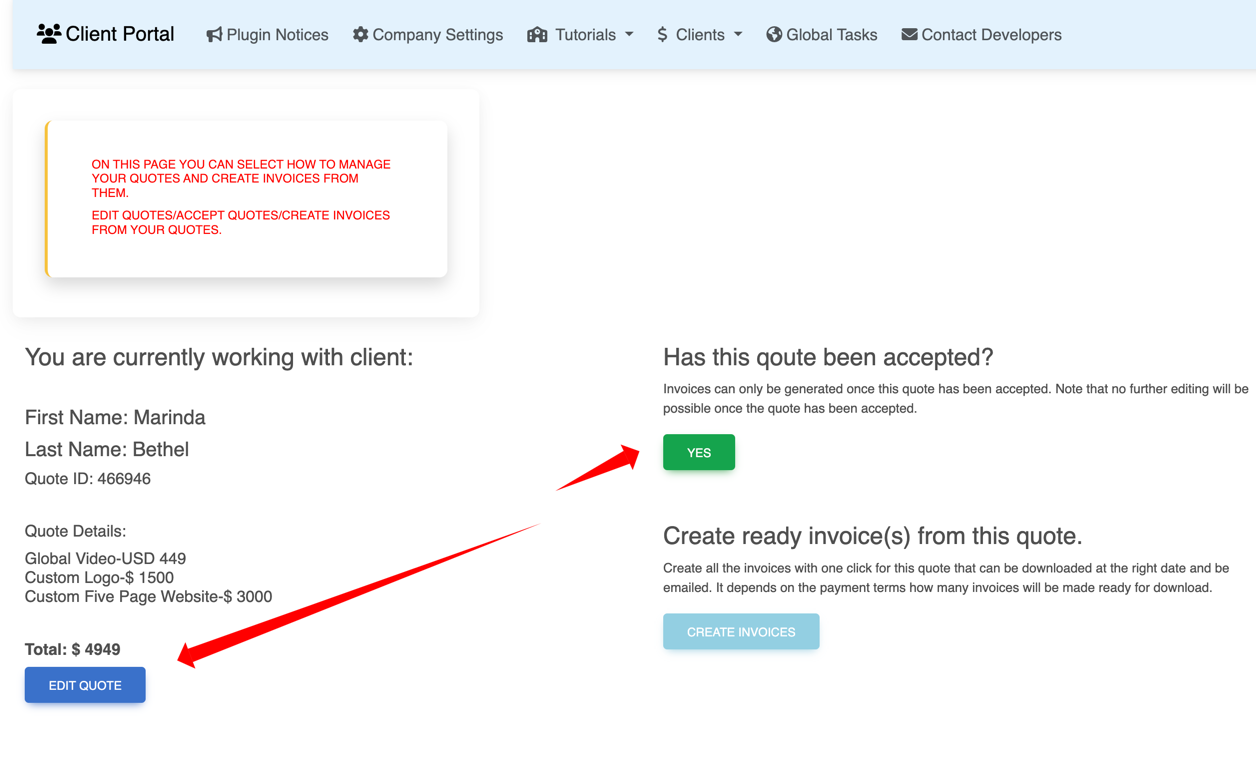 Client Portal Plugin Notices Company Settings Tutorials $ Clients Global Tasks Contact Developers
ON THIS PAGE YOU CAN SELECT HOW TO MANAGE
YOUR QUOTES AND CREATE INVOICES FROM
THEM.
EDIT QUOTES/ACCEPT QUOTES/CREATE INVOICES
FROM YOUR QUOTES.
You are currently working with client:
First Name: Marinda
Last Name: Bethel
Quote ID: 466946
Quote Details:
Global Video-USD 449
Custom Logo-$ 1500
Custom Five Page Website-$ 3000
Total: $ 4949
EDIT QUOTE
Has this qoute been accepted?
Invoices can only be generated once this quote has been accepted. Note that no further editing will be
possible once the quote has been accepted.
YES
Create ready invoice(s) from this quote.
Create all the invoices with one click for this quote that can be downloaded at the right date and be
emailed. It depends on the payment terms how many invoices will be made ready for download.
CREATE INVOICES